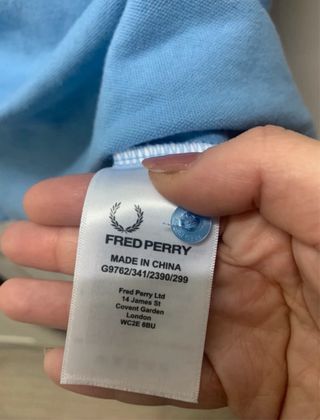 FRED PERRY
MADE IN CHINA
G9762/341/2390/299
Fred Perry Ltd
14 James St
Covent Garden
London
WC2E 8BU